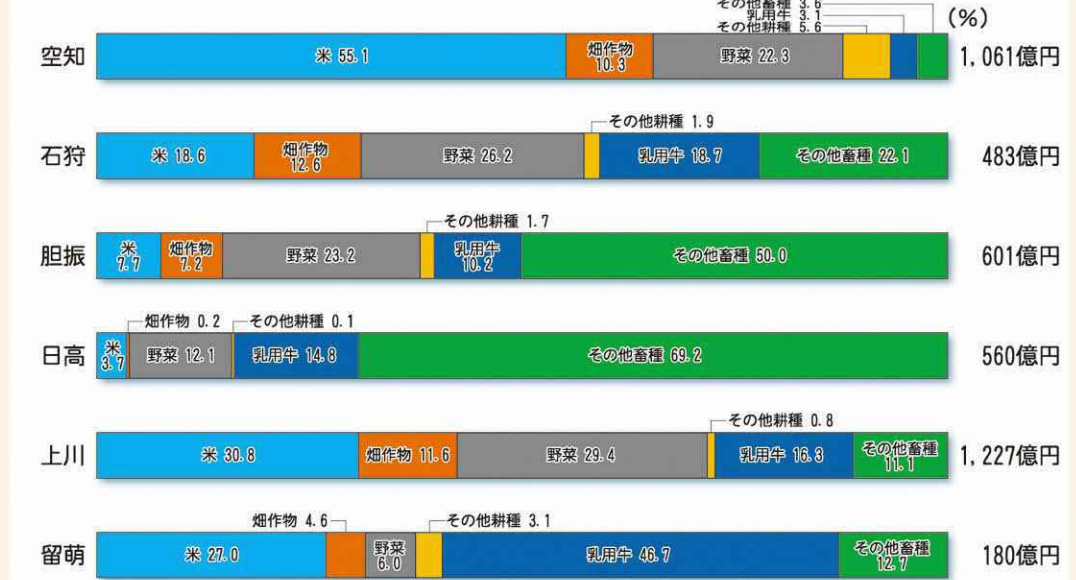 その他畜種 3.6
乳用牛 3.1
その他耕種 5.6
(%)
空知
米 55.1
畑作物
10.3
野菜 22.3
1,061億円
その他耕種 1.9
石狩
米 18.6
畑作物
12.6
野菜 26.2
乳用牛 18.7
その他畜種 22.1
483億円
その他耕種 1.7
胆振
米
7.7
畑作物
7.2
野菜 23.2
乳用牛
10.2
その他畜種 50.0
601億円
畑作物 0.2
その他耕種 0.1
日高
米
3.7
野菜 12.1
乳用牛 14.8
その他畜種 69.2
560億円
その他耕種 0.8
上川
米 30.8
畑作物 11.6
野菜 29.4
乳用牛 16.3
その他畜種
11.1
1,227億円
畑作物 4.6
その他耕種 3.1
留萌
米 27.0
野菜
6.0
乳用牛 46.7
その他畜種
12.7
180億円